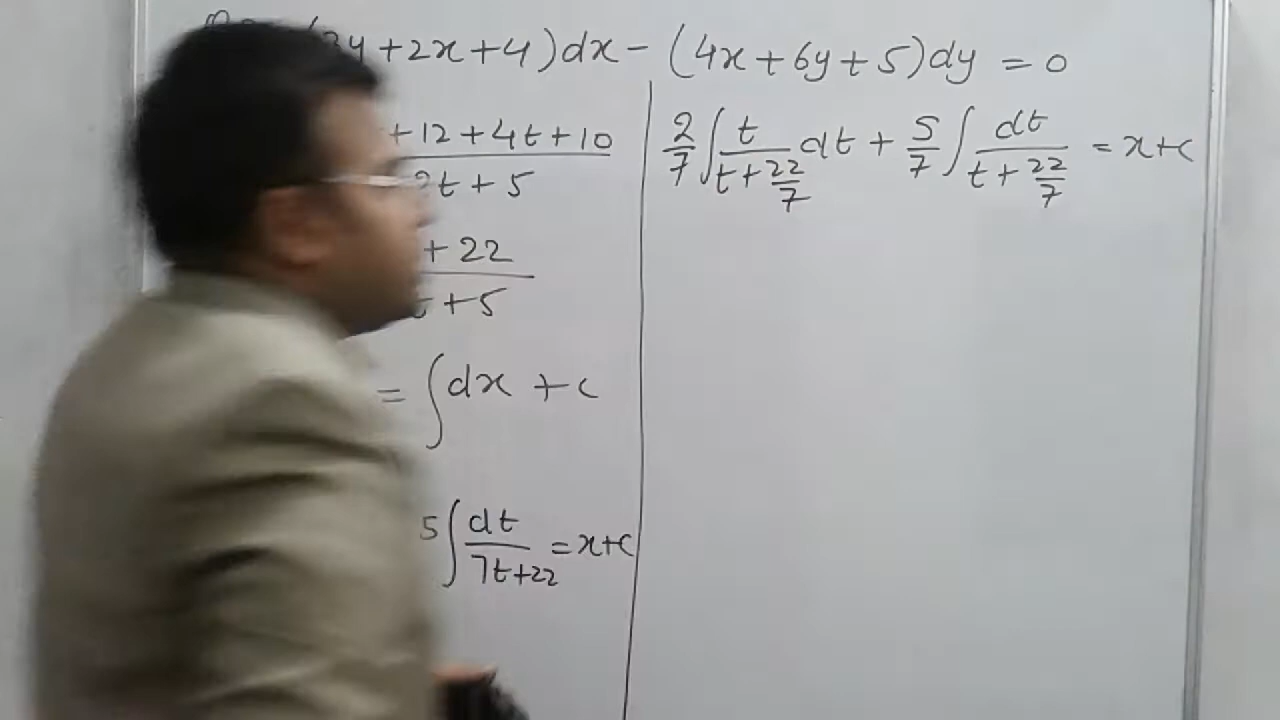 3y+2x+4)dx-(4x+6y+5)dy = 0
+12+4t+10
2t+5
+22
t+5
= ∫dx + c
5∫dt/7t+22 = x+c
2/7 ∫ t/t+22/7 dt + 5/7 ∫ dt/t+22/7 = x+c